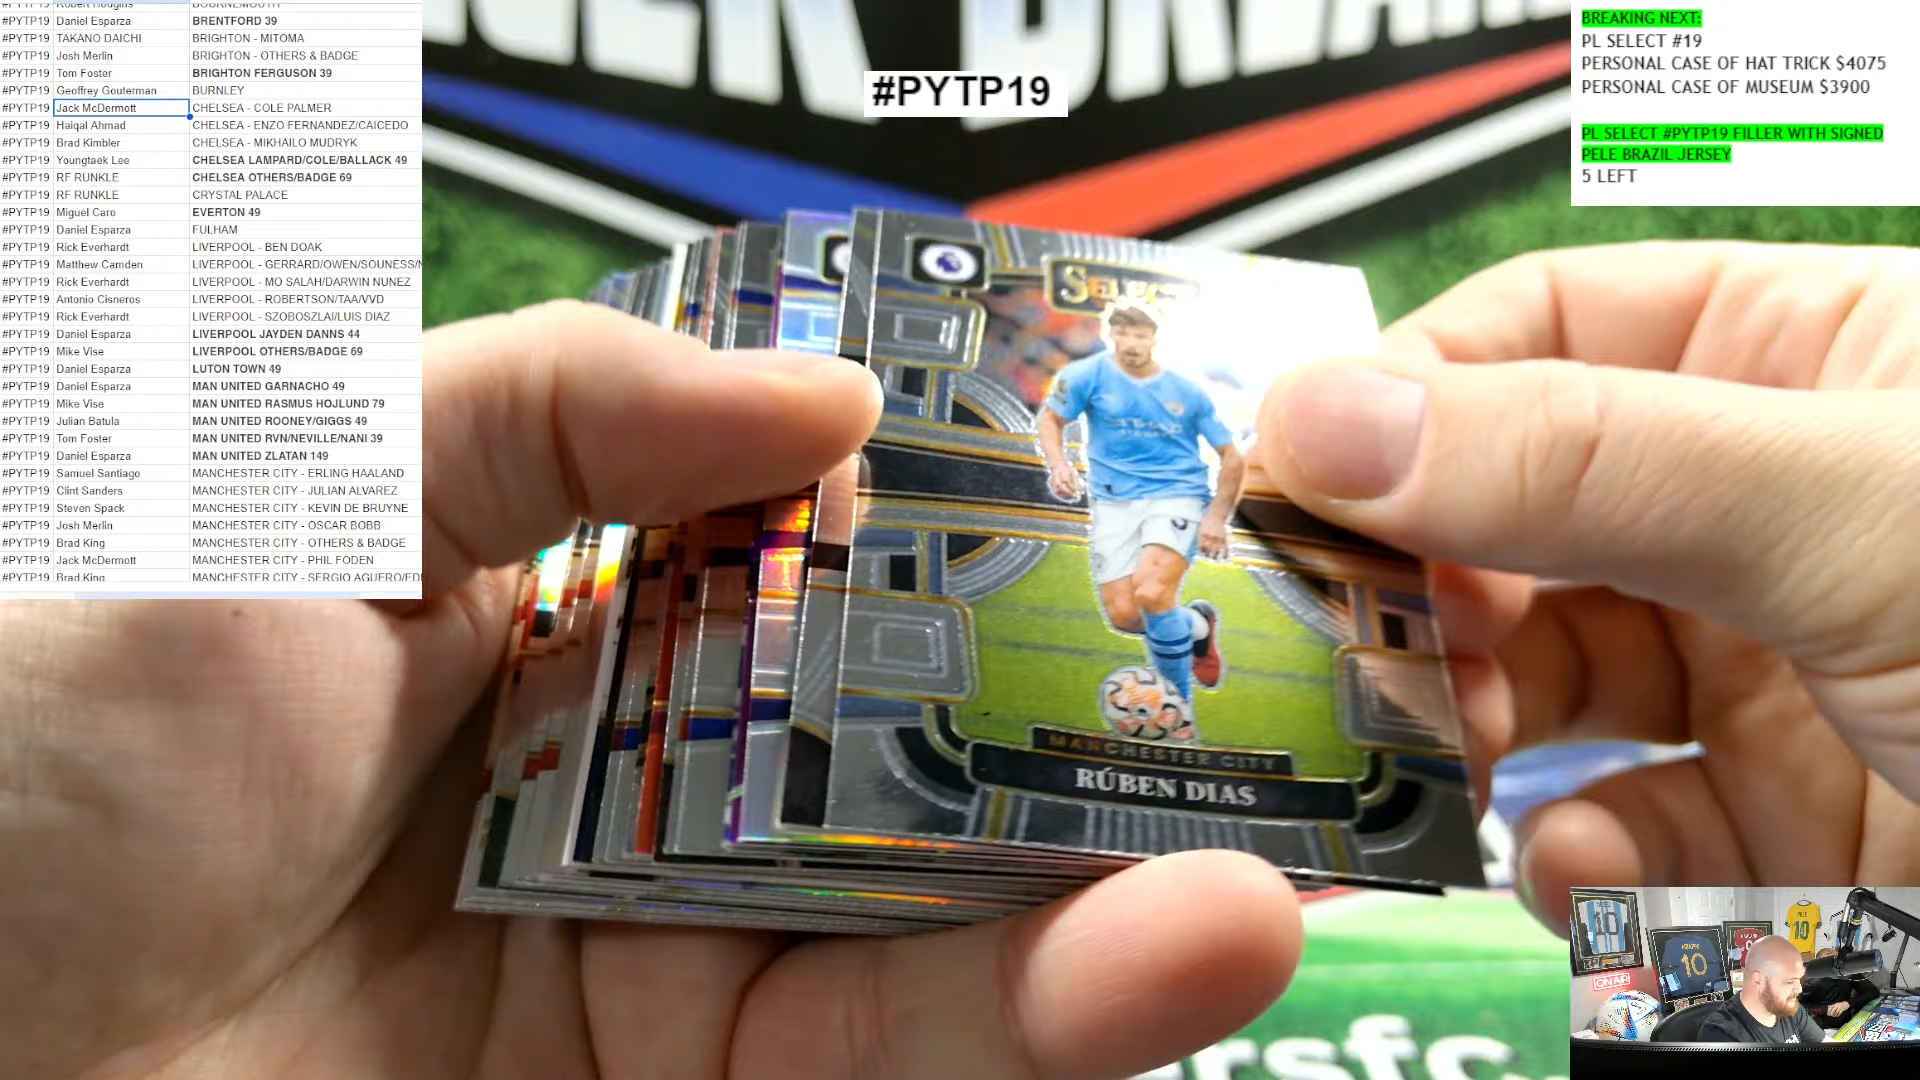 #PYTP19 Robert Hudgins BOURNEMOUTH
#PYTP19 Daniel Esparza BRENTFORD 39
#PYTP19 TAKANO DAICHI BRIGHTON - MITOMA
#PYTP19 Josh Merlin BRIGHTON - OTHERS & BADGE
#PYTP19 Tom Foster BRIGHTON FERGUSON 39
#PYTP19 Geoffrey Gouterman BURNLEY
#PYTP19 Jack McDermott CHELSEA - COLE PALMER
#PYTP19 Haiqal Ahmad CHELSEA - ENZO FERNANDEZ/CAICEDO
#PYTP19 Brad Kimbler CHELSEA - MIKHAILO MUDRYK
#PYTP19 Youngtaek Lee CHELSEA LAMPARD/COLE/BALLACK 49
#PYTP19 RF RUNKLE CHELSEA OTHERS/BADGE 69
#PYTP19 RF RUNKLE CRYSTAL PALACE
#PYTP19 Miguel Caro EVERTON 49
#PYTP19 Daniel Esparza FULHAM
#PYTP19 Rick Everhardt LIVERPOOL - BEN DOAK
#PYTP19 Matthew Camden LIVERPOOL - GERRARD/OWEN/SOUNESS/
#PYTP19 Rick Everhardt LIVERPOOL - MO SALAH/DARWIN NUNEZ
#PYTP19 Antonio Cisneros LIVERPOOL - ROBERTSON/TAA/VVD
#PYTP19 Rick Everhardt LIVERPOOL - SZOBOSZLAI/LUIS DIAZ
#PYTP19 Daniel Esparza LIVERPOOL JAYDEN DANNS 44
#PYTP19 Mike Vise LIVERPOOL OTHERS/BADGE 69
#PYTP19 Daniel Esparza LUTON TOWN 49
#PYTP19 Daniel Esparza MAN UNITED GARNACHO 49
#PYTP19 Mike Vise MAN UNITED RASMUS HOJLUND 79
#PYTP19 Julian Batula MAN UNITED ROONEY/GIGGS 49
#PYTP19 Tom Foster MAN UNITED RVN/NEVILLE/NANI 39
#PYTP19 Daniel Esparza MAN UNITED ZLATAN 149
#PYTP19 Samuel Santiago MANCHESTER CITY - ERLING HAALAND
#PYTP19 Clint Sanders MANCHESTER CITY - JULIAN ALVAREZ
#PYTP19 Steven Spack MANCHESTER CITY - KEVIN DE BRUYNE
#PYTP19 Josh Merlin MANCHESTER CITY - OSCAR BOBB
#PYTP19 Brad King MANCHESTER CITY - OTHERS & BADGE
#PYTP19 Jack McDermott MANCHESTER CITY - PHIL FODEN
#PYTP19 Brad King MANCHESTER CITY - SERGIO AGUERO/EDI
#PYTP19
BREAKING NEXT:
PL SELECT #19
PERSONAL CASE OF HAT TRICK $4075
PERSONAL CASE OF MUSEUM $3900
PL SELECT #PYTP19 FILLER WITH SIGNED
PELE BRAZIL JERSEY
5 LEFT
SELECT
MANCHESTER CITY
RÚBEN DIAS
ersfc.
10
10
10
ON AIR